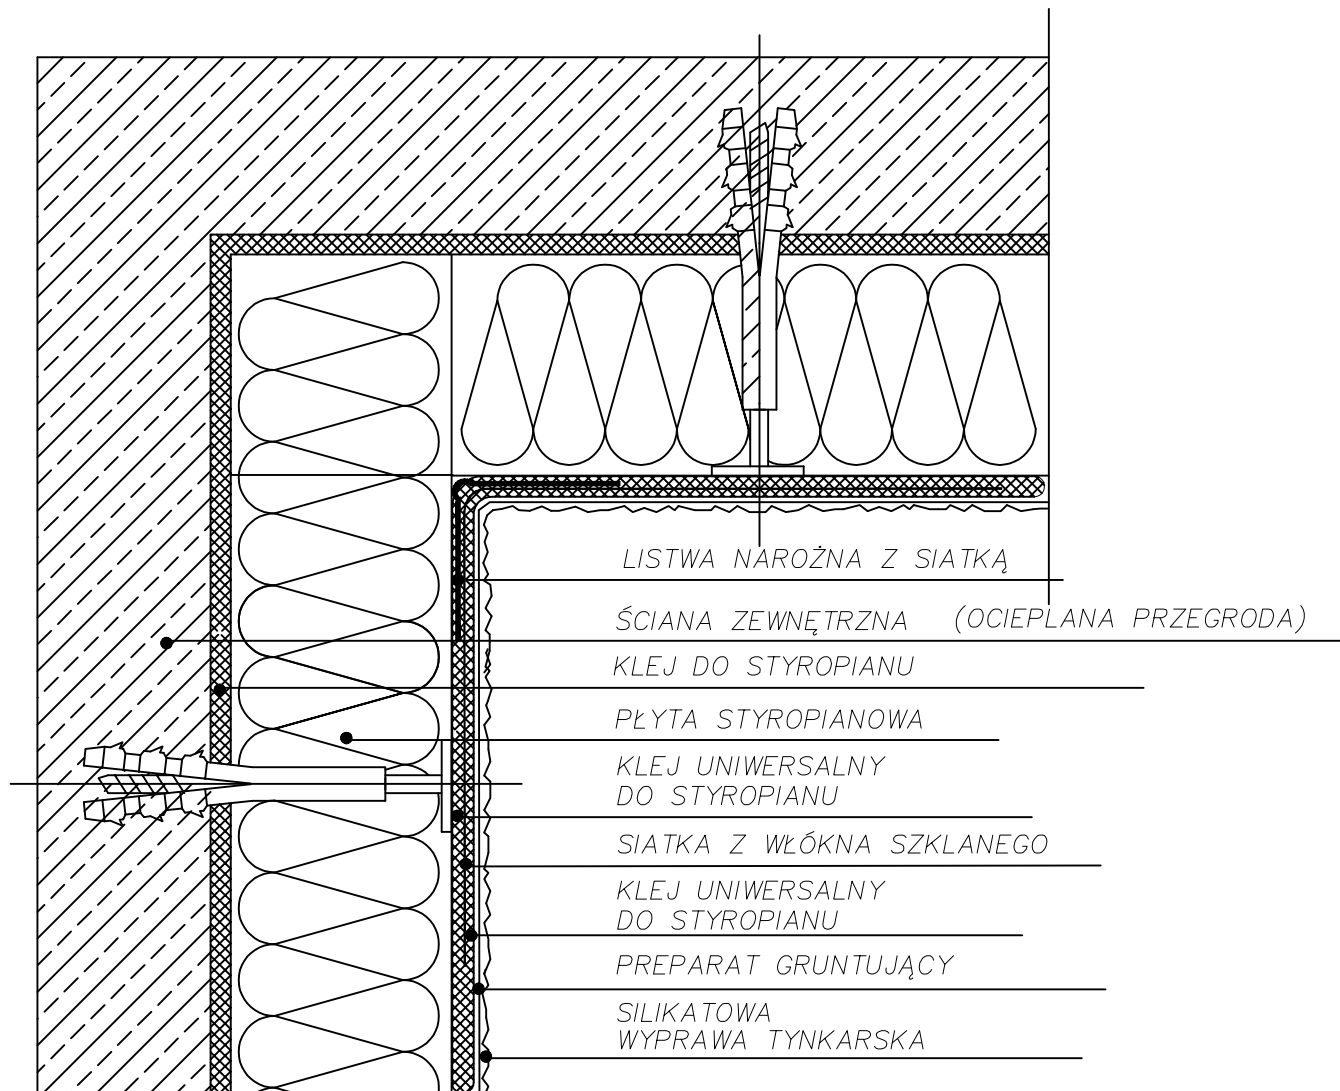 LISTWA NAROŻNA Z SIATKĄ
ŚCIANA ZEWNĘTRZNA (OCIEPLANA PRZEGRODA)
KLEJ DO STYROPIANU
PŁYTA STYROPIANOWA
KLEJ UNIWERSALNY
DO STYROPIANU
SIATKA Z WŁÓKNA SZKLANEGO
KLEJ UNIWERSALNY
DO STYROPIANU
PREPARAT GRUNTUJĄCY
SILIKATOWA
WYPRAWA TYNKARSKA